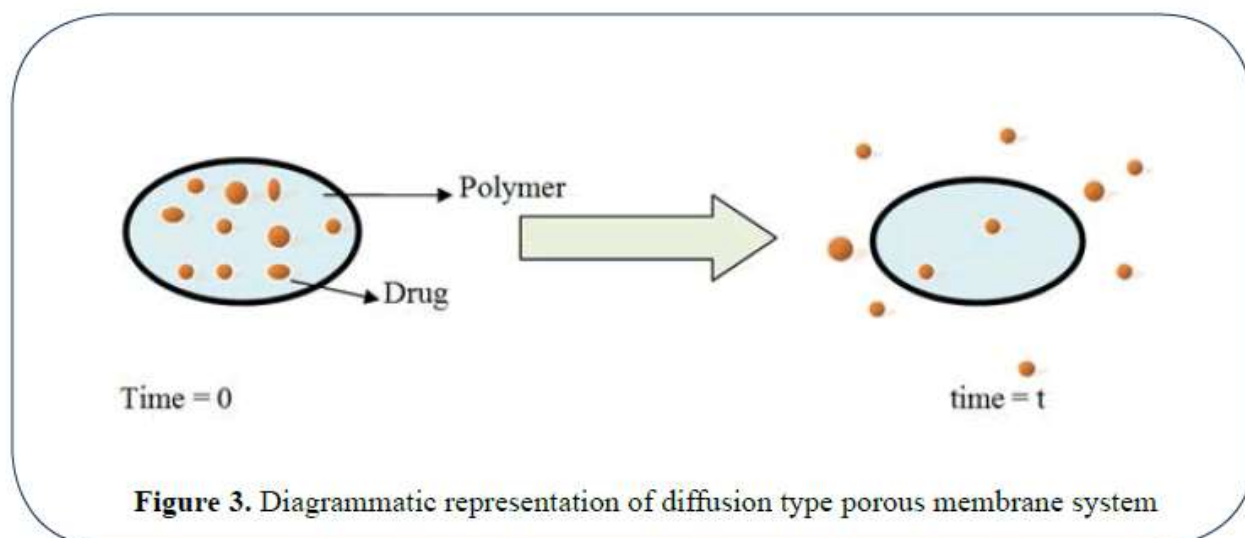 Polymer
Drug
Time = 0
time = t
Figure 3. Diagrammatic representation of diffusion type porous membrane system